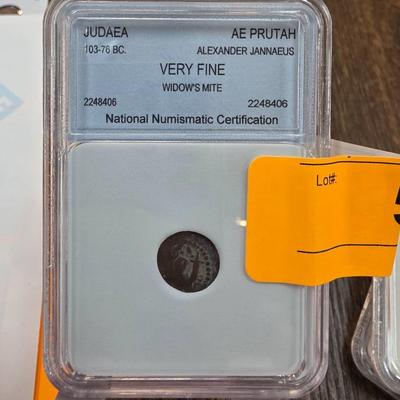 JUDAEA AE PRUTAH
103-76 BC. ALEXANDER JANNAEUS
VERY FINE
WIDOW'S MITE
2248406 2248406
National Numismatic Certification
Lot#: